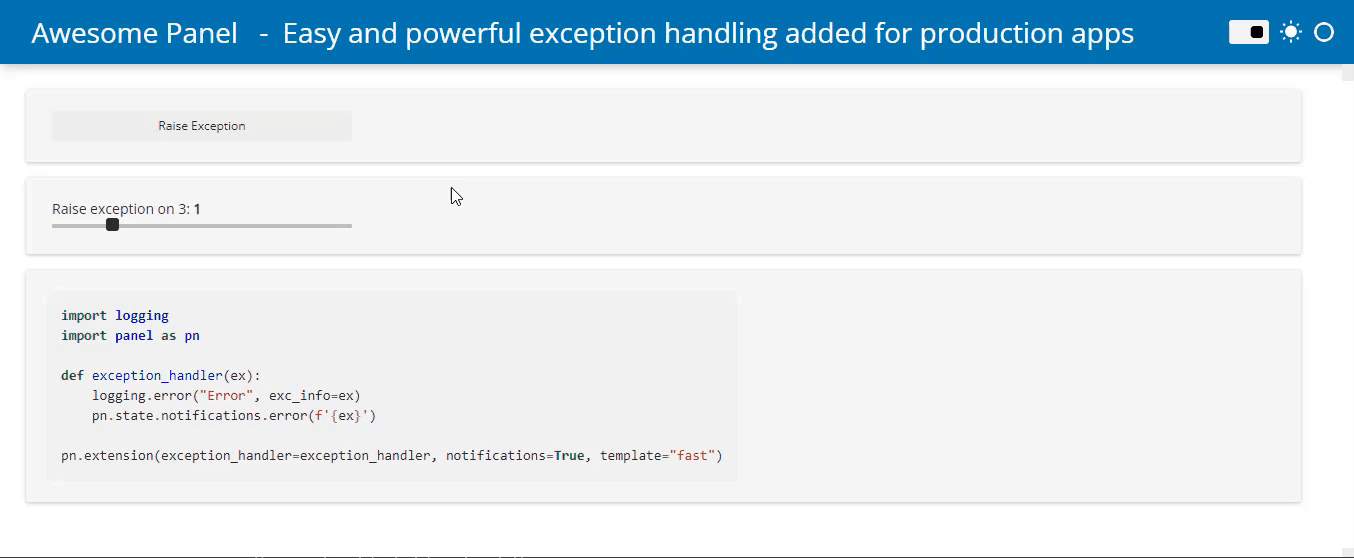 Awesome Panel - Easy and powerful exception handling added for production apps
Raise Exception
Raise exception on 3: 1
import logging
import panel as pn
def exception_handler(ex):
    logging.error("Error", exc_info=ex)
    pn.state.notifications.error(f'{ex}')
pn.extension(exception_handler=exception_handler, notifications=True, template="fast")